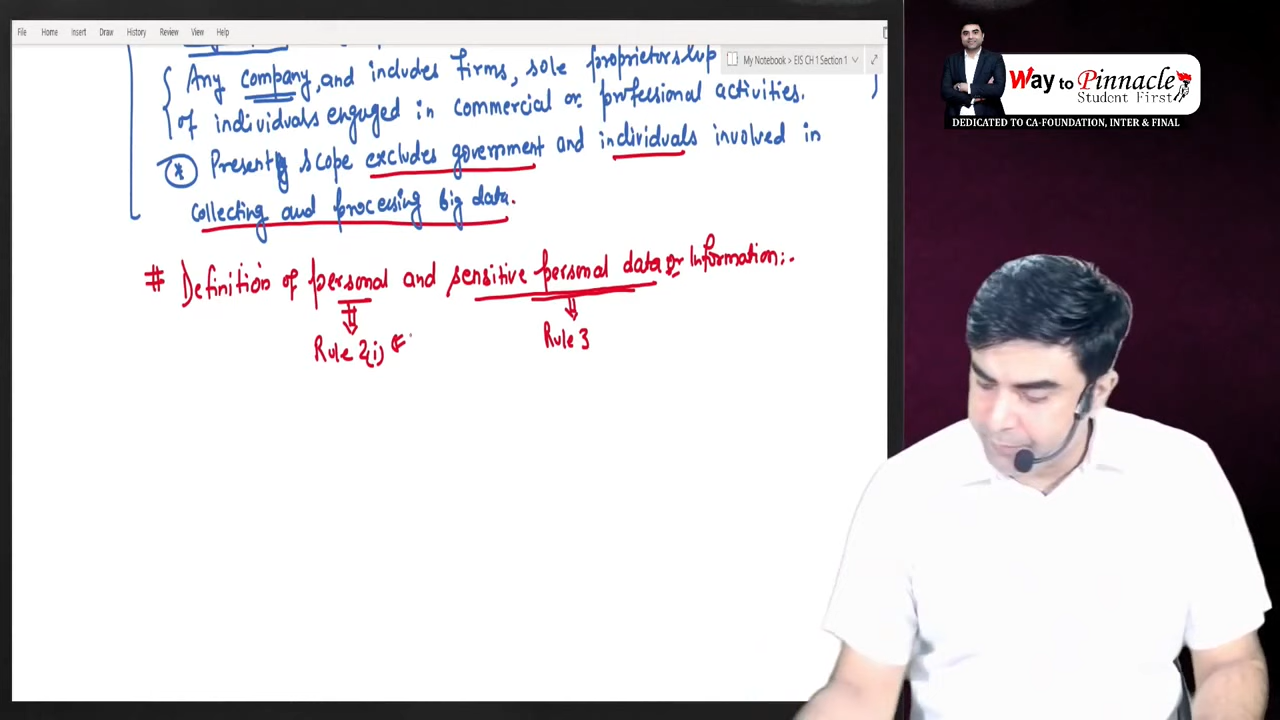 File Home Insert Draw History Review View Help
My Notebook > EIS CH 1 Section 1
{ Any company, and includes firms, sole proprietorship
of individuals engaged in commercial or professional activities.
* Presently scope excludes government and individuals involved in
collecting and processing big data.
# Definition of personal and sensitive personal data or Information:-
Rule 2(i)
Rule 3
Way to Pinnacle
Student First
DEDICATED TO CA-FOUNDATION, INTER & FINAL